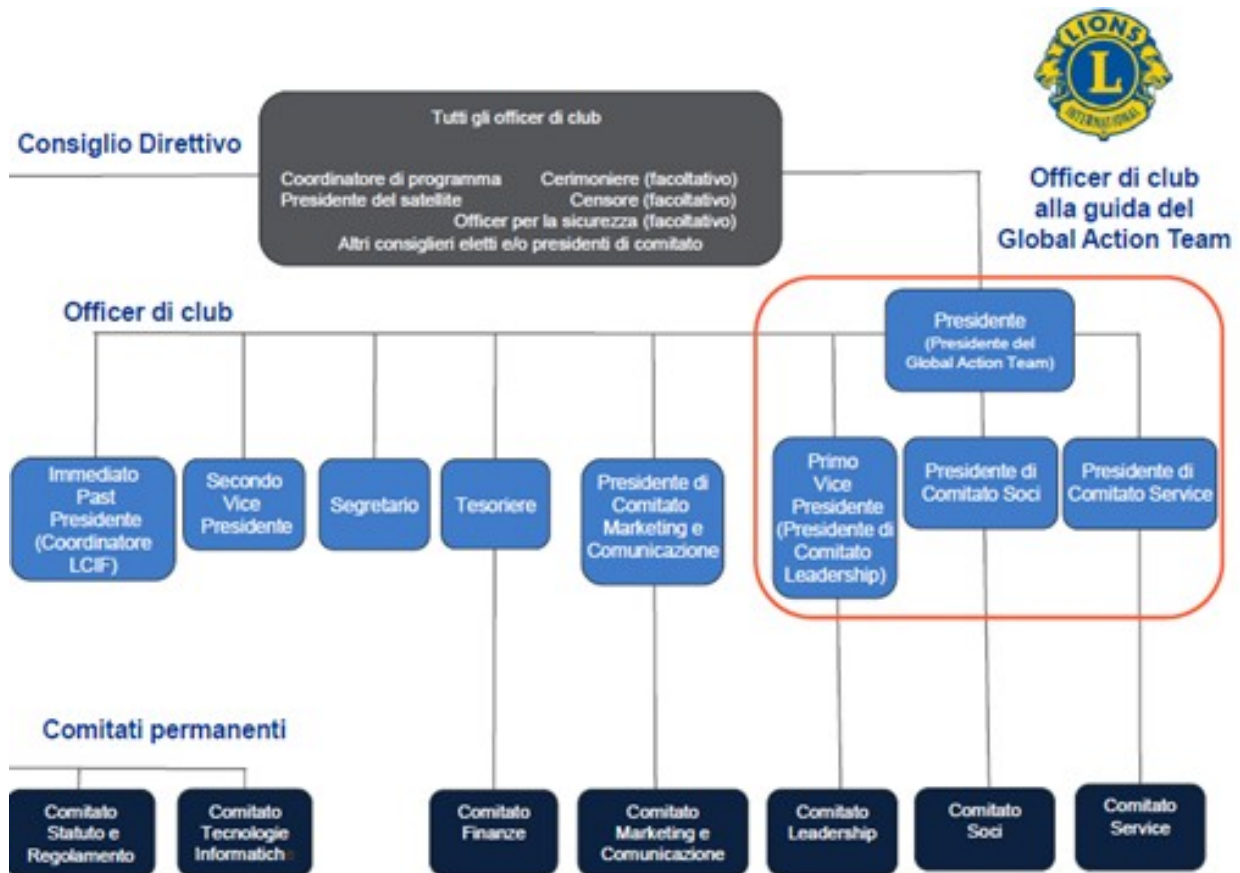 LIONS
L
INTERNATIONAL
Tutti gli officer di club
Consiglio Direttivo
Coordinatore di programma Cerimoniere (facoltativo)
Presidente del satellite Censore (facoltativo)
Officer per la sicurezza (facoltativo)
Altri consiglieri eletti e/o presidenti di comitato
Officer di club
alla guida del
Global Action Team
Officer di club
Presidente
(Presidente del
Global Action Team)
Immediato
Past
Presidente
(Coordinatore
LCIF)
Secondo
Vice
Presidente
Segretario
Tesoriere
Presidente di
Comitato
Marketing e
Comunicazione
Primo
Vice
Presidente
(Presidente di
Comitato
Leadership)
Presidente di
Comitato Soci
Presidente di
Comitato Service
Comitati permanenti
Comitato
Statuto e
Regolamento
Comitato
Tecnologie
Informatiche
Comitato
Finanze
Comitato
Marketing e
Comunicazione
Comitato
Leadership
Comitato
Soci
Comitato
Service